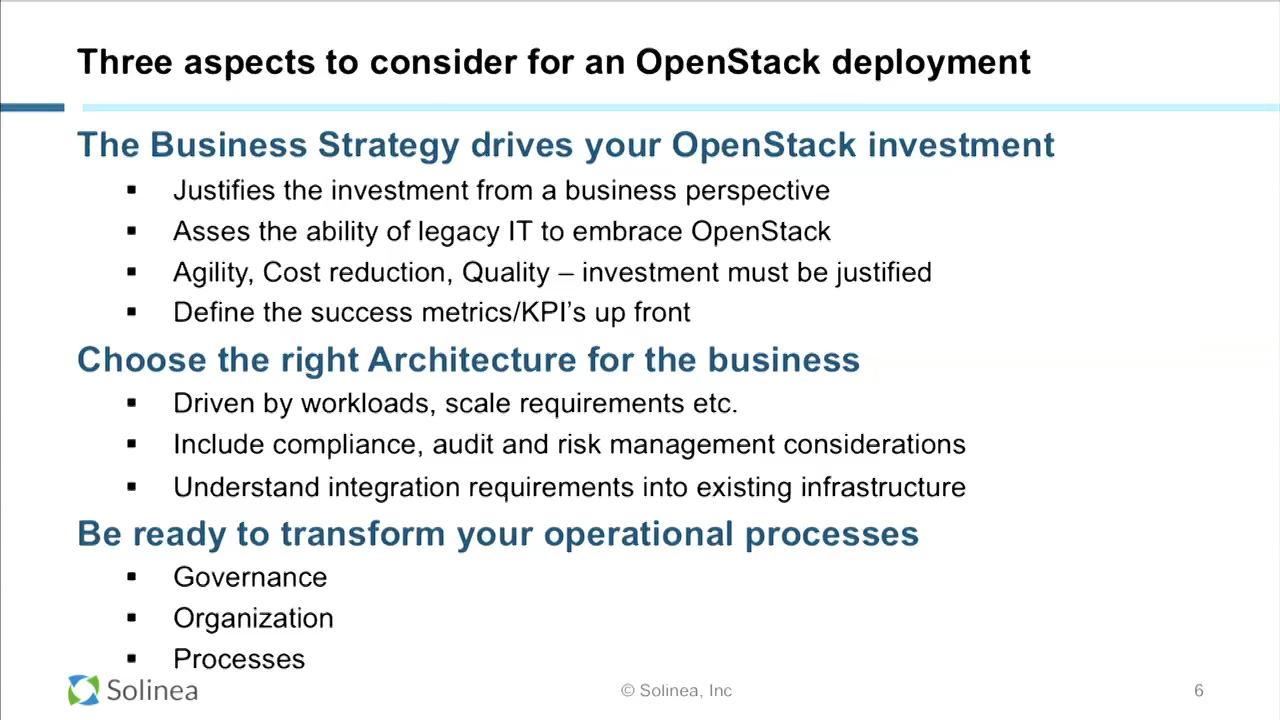 Three aspects to consider for an OpenStack deployment
The Business Strategy drives your OpenStack investment
▪ Justifies the investment from a business perspective
▪ Asses the ability of legacy IT to embrace OpenStack
▪ Agility, Cost reduction, Quality – investment must be justified
▪ Define the success metrics/KPI’s up front
Choose the right Architecture for the business
▪ Driven by workloads, scale requirements etc.
▪ Include compliance, audit and risk management considerations
▪ Understand integration requirements into existing infrastructure
Be ready to transform your operational processes
▪ Governance
▪ Organization
▪ Processes
Solinea
© Solinea, Inc
6